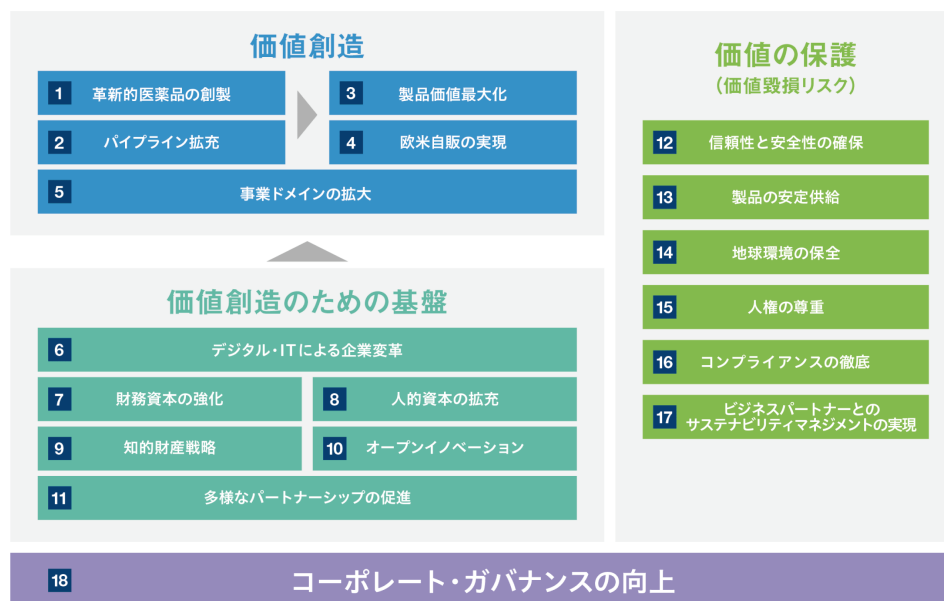 価値創造
1 革新的医薬品の創製
2 パイプライン拡充
3 製品価値最大化
4 欧米自販の実現
5 事業ドメインの拡大
価値創造のための基盤
6 デジタル・ITによる企業変革
7 財務資本の強化
8 人的資本の拡充
9 知的財産戦略
10 オープンイノベーション
11 多様なパートナーシップの促進
価値の保護
(価値毀損リスク)
12 信頼性と安全性の確保
13 製品の安定供給
14 地球環境の保全
15 人権の尊重
16 コンプライアンスの徹底
17 ビジネスパートナーとの
サステナビリティマネジメントの実現
18 コーポレート・ガバナンスの向上